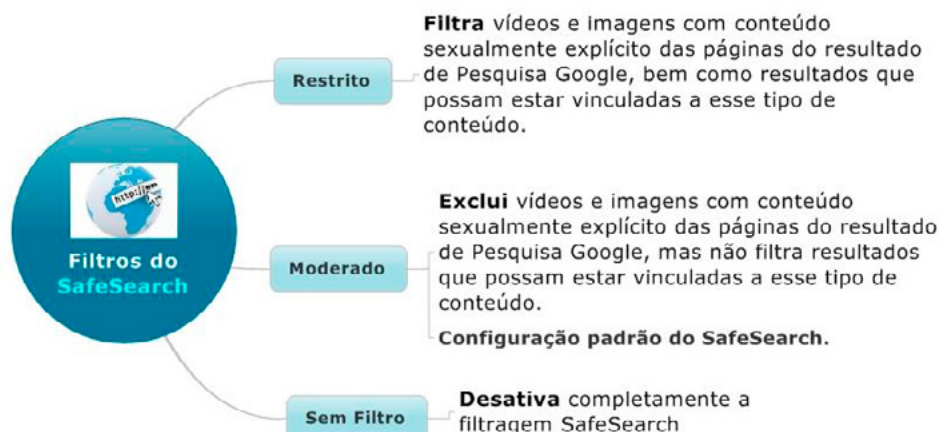 Filtra vídeos e imagens com conteúdo
sexualmente explícito das páginas do resultado
de Pesquisa Google, bem como resultados que
possam estar vinculadas a esse tipo de
conteúdo.
Restrito
http://ww
Filtros do
SafeSearch
Exclui vídeos e imagens com conteúdo
sexualmente explícito das páginas do resultado
de Pesquisa Google, mas não filtra resultados
que possam estar vinculadas a esse tipo de
conteúdo.
Moderado
Configuração padrão do SafeSearch.
Sem Filtro
Desativa completamente a
filtragem SafeSearch